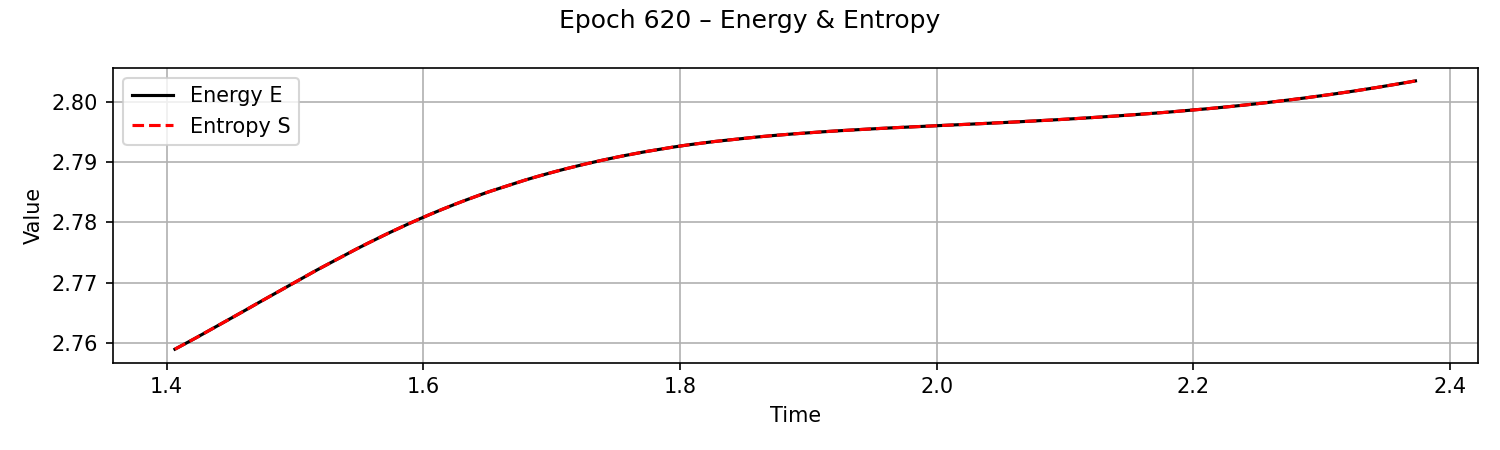 Epoch 620 – Energy & Entropy
Energy E
Entropy S
2.80
2.79
2.78
2.77
2.76
Value
1.4 1.6 1.8 2.0 2.2 2.4
Time